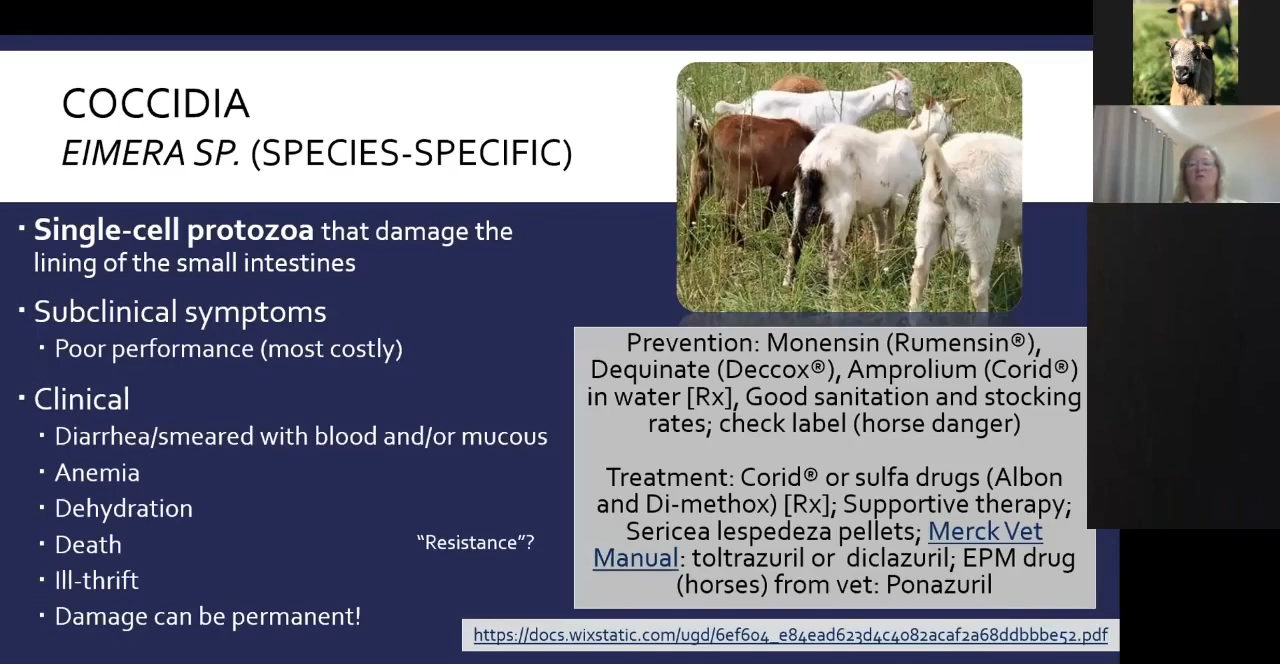 COCCIDIA
EIMERA SP. (SPECIES-SPECIFIC)
▪ Single-cell protozoa that damage the
lining of the small intestines
▪ Subclinical symptoms
▪ Poor performance (most costly)
▪ Clinical
▪ Diarrhea/smeared with blood and/or mucous
▪ Anemia
▪ Dehydration
▪ Death
▪ Ill-thrift
▪ Damage can be permanent!
“Resistance”?
Prevention: Monensin (Rumensin®),
Dequinate (Deccox®), Amprolium (Corid®)
in water [Rx], Good sanitation and stocking
rates; check label (horse danger)
Treatment: Corid® or sulfa drugs (Albon
and Di-methox) [Rx]; Supportive therapy;
Sericea lespedeza pellets; Merck Vet
Manual: toltrazuril or diclazuril; EPM drug
(horses) from vet: Ponazuril
https://docs.wixstatic.com/ugd/6ef604_e84ead623d4c4082acaf2a68ddbbbe52.pdf